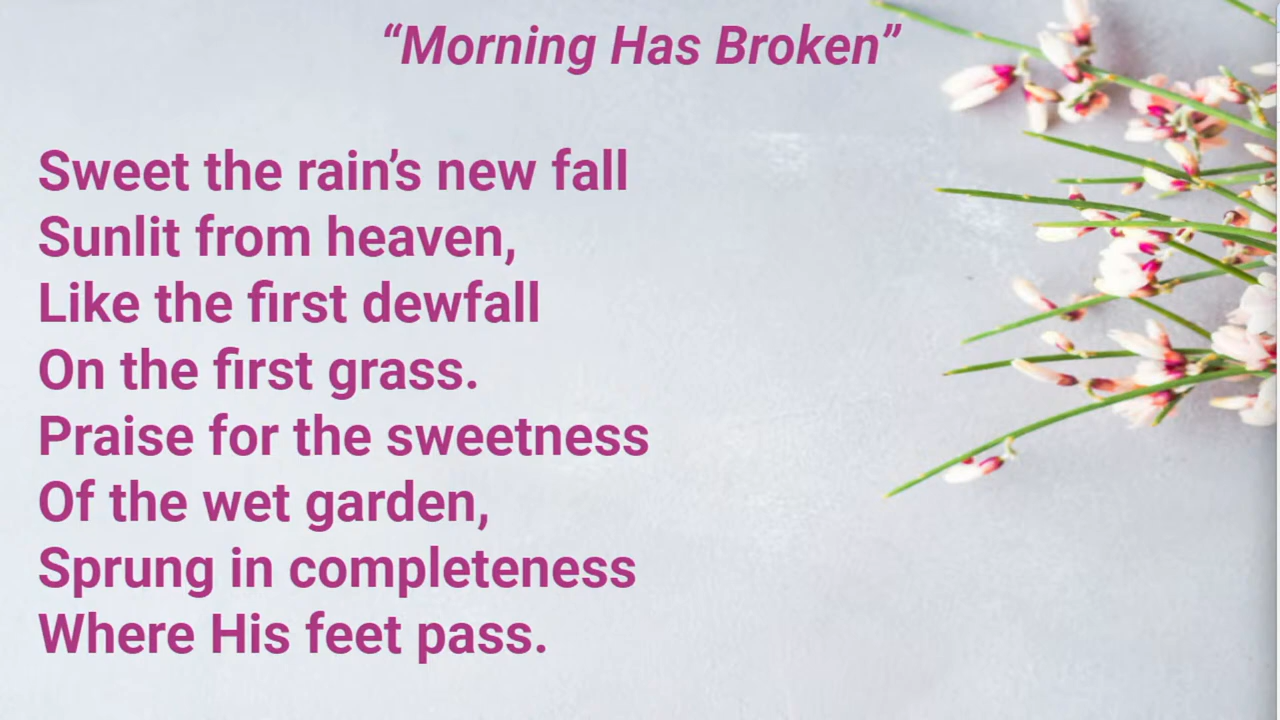 “Morning Has Broken”
Sweet the rain’s new fall
Sunlit from heaven,
Like the first dewfall
On the first grass.
Praise for the sweetness
Of the wet garden,
Sprung in completeness
Where His feet pass.